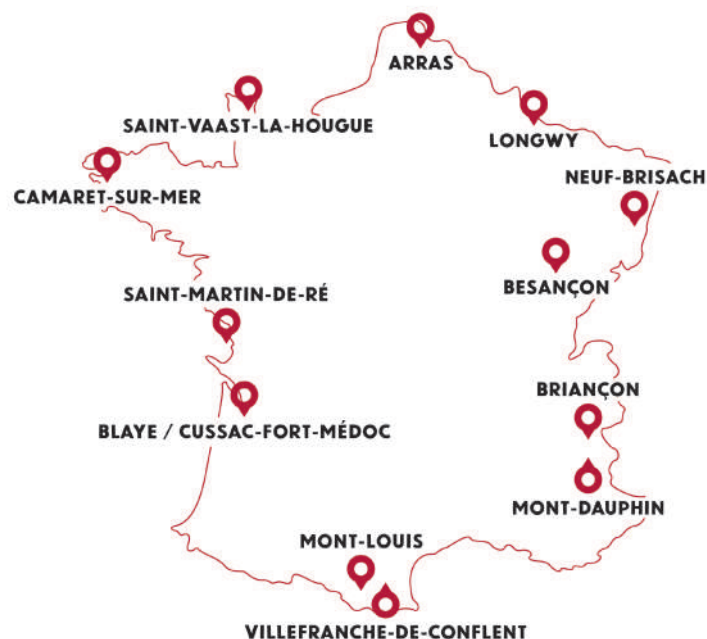 ARRAS
SAINT-VAAST-LA-HOUGUE
LONGWY
NEUF-BRISACH
CAMARET-SUR-MER
BESANÇON
SAINT-MARTIN-DE-RÉ
BRIANÇON
BLAYE / CUSSAC-FORT-MÉDOC
MONT-DAUPHIN
MONT-LOUIS
VILLEFRANCHE-DE-CONFLENT